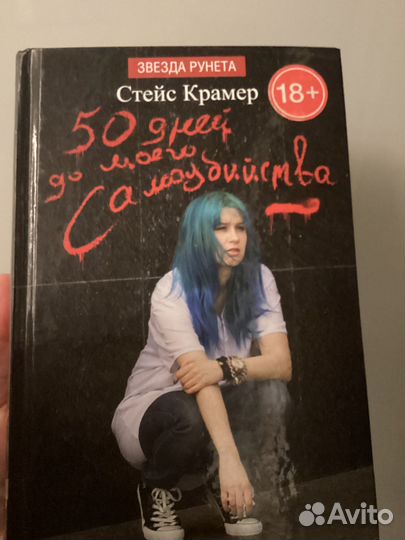 ЗВЕЗДА РУНЕТА
Стейс Крамер
18+
50 дней
до моего
Самоубийства
Avito